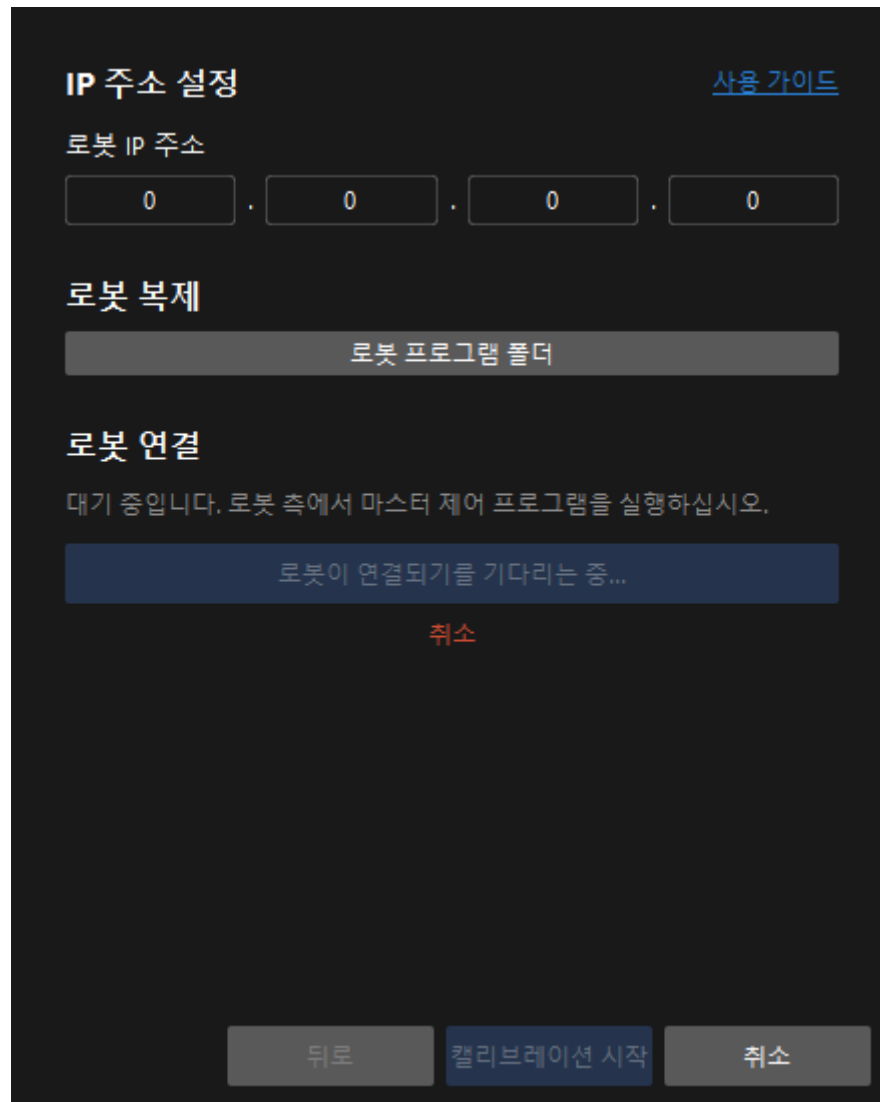 IP 주소 설정 사용 가이드
로봇 IP 주소
0 . 0 . 0 . 0
로봇 복제
로봇 프로그램 폴더
로봇 연결
대기 중입니다. 로봇 측에서 마스터 제어 프로그램을 실행하십시오.
로봇이 연결되기를 기다리는 중...
취소
뒤로 캘리브레이션 시작 취소